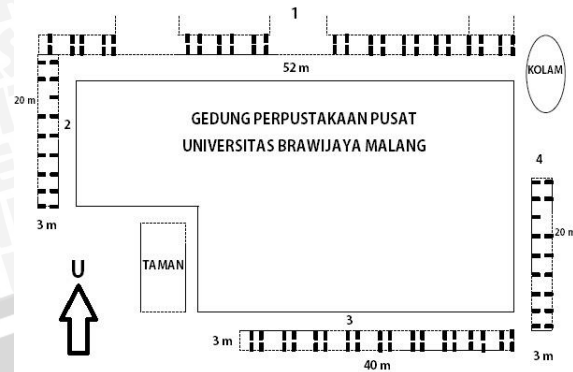 1
52 m
KOLAM
20 m
2
GEDUNG PERPUSTAKAAN PUSAT
UNIVERSITAS BRAWIJAYA MALANG
4
3 m
20 m
U
TAMAN
3
3 m
40 m
3 m